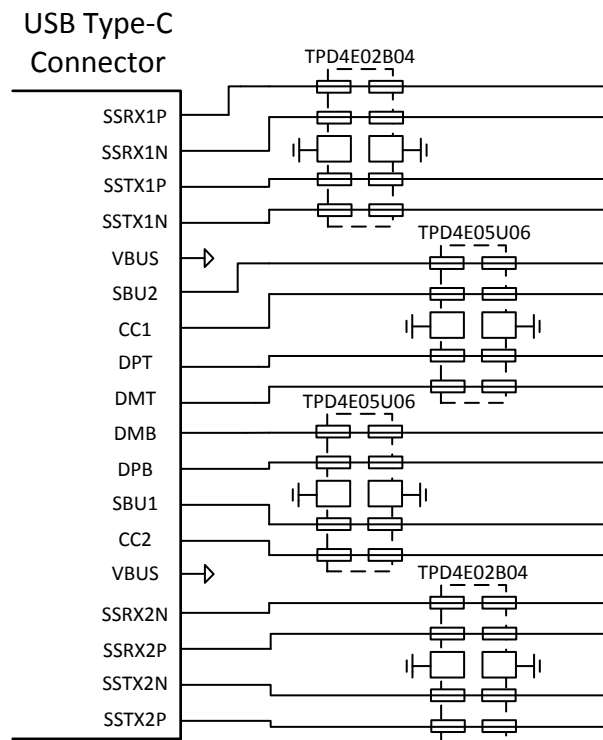 USB Type-C
Connector
TPD4E02B04
SSRX1P
SSRX1N
SSTX1P
SSTX1N
TPD4E05U06
VBUS
SBU2
CC1
DPT
DMT
TPD4E05U06
DMB
DPB
SBU1
CC2
VBUS
TPD4E02B04
SSRX2N
SSRX2P
SSTX2N
SSTX2P